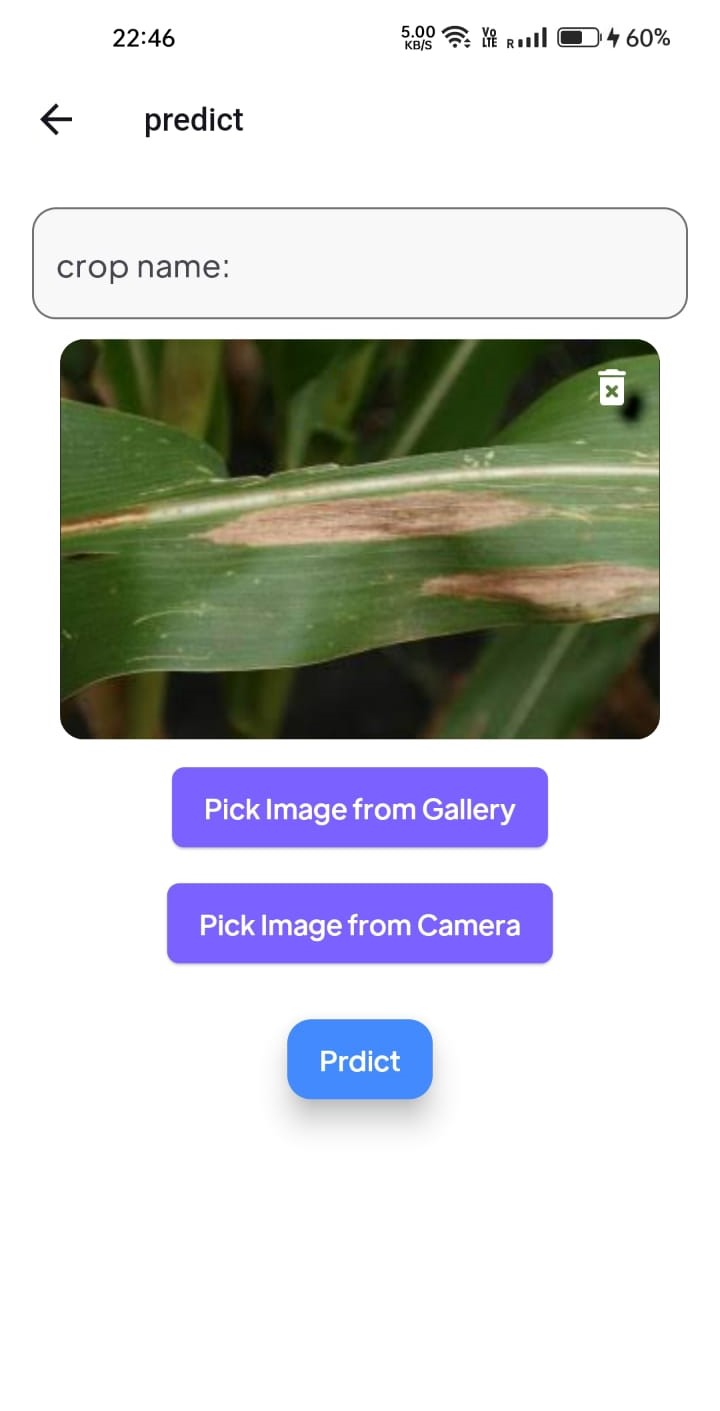 22:46 5.00 KB/S Vo LTE R 60%
predict
crop name:
Pick Image from Gallery
Pick Image from Camera
Prdict